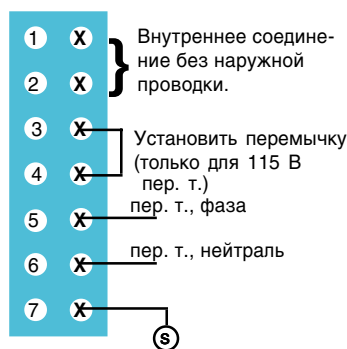 1 X Внутреннее соедине-
ние без наружной
2 X проводки.
3 X
Установить перемычку
(только для 115 В
4 X пер. т.)
5 X пер. т., фаза
6 X пер. т., нейтраль
7 X
S